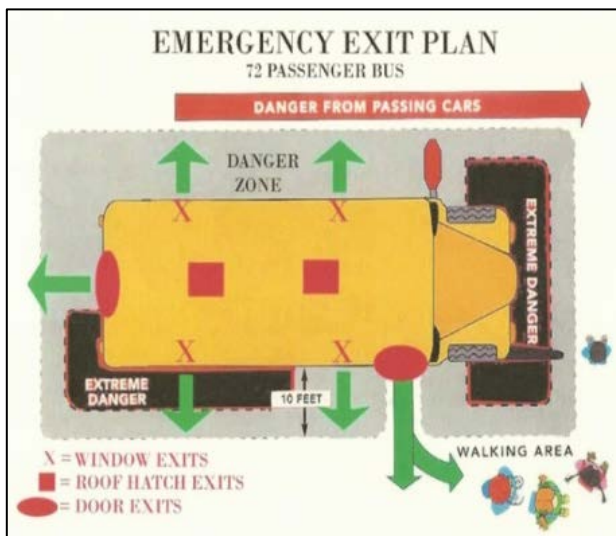 EMERGENCY EXIT PLAN
72 PASSENGER BUS
DANGER FROM PASSING CARS
DANGER
ZONE
X
X
EXTREME DANGER
X
X
EXTREME
DANGER
10 FEET
WALKING AREA
X = WINDOW EXITS
= ROOF HATCH EXITS
= DOOR EXITS